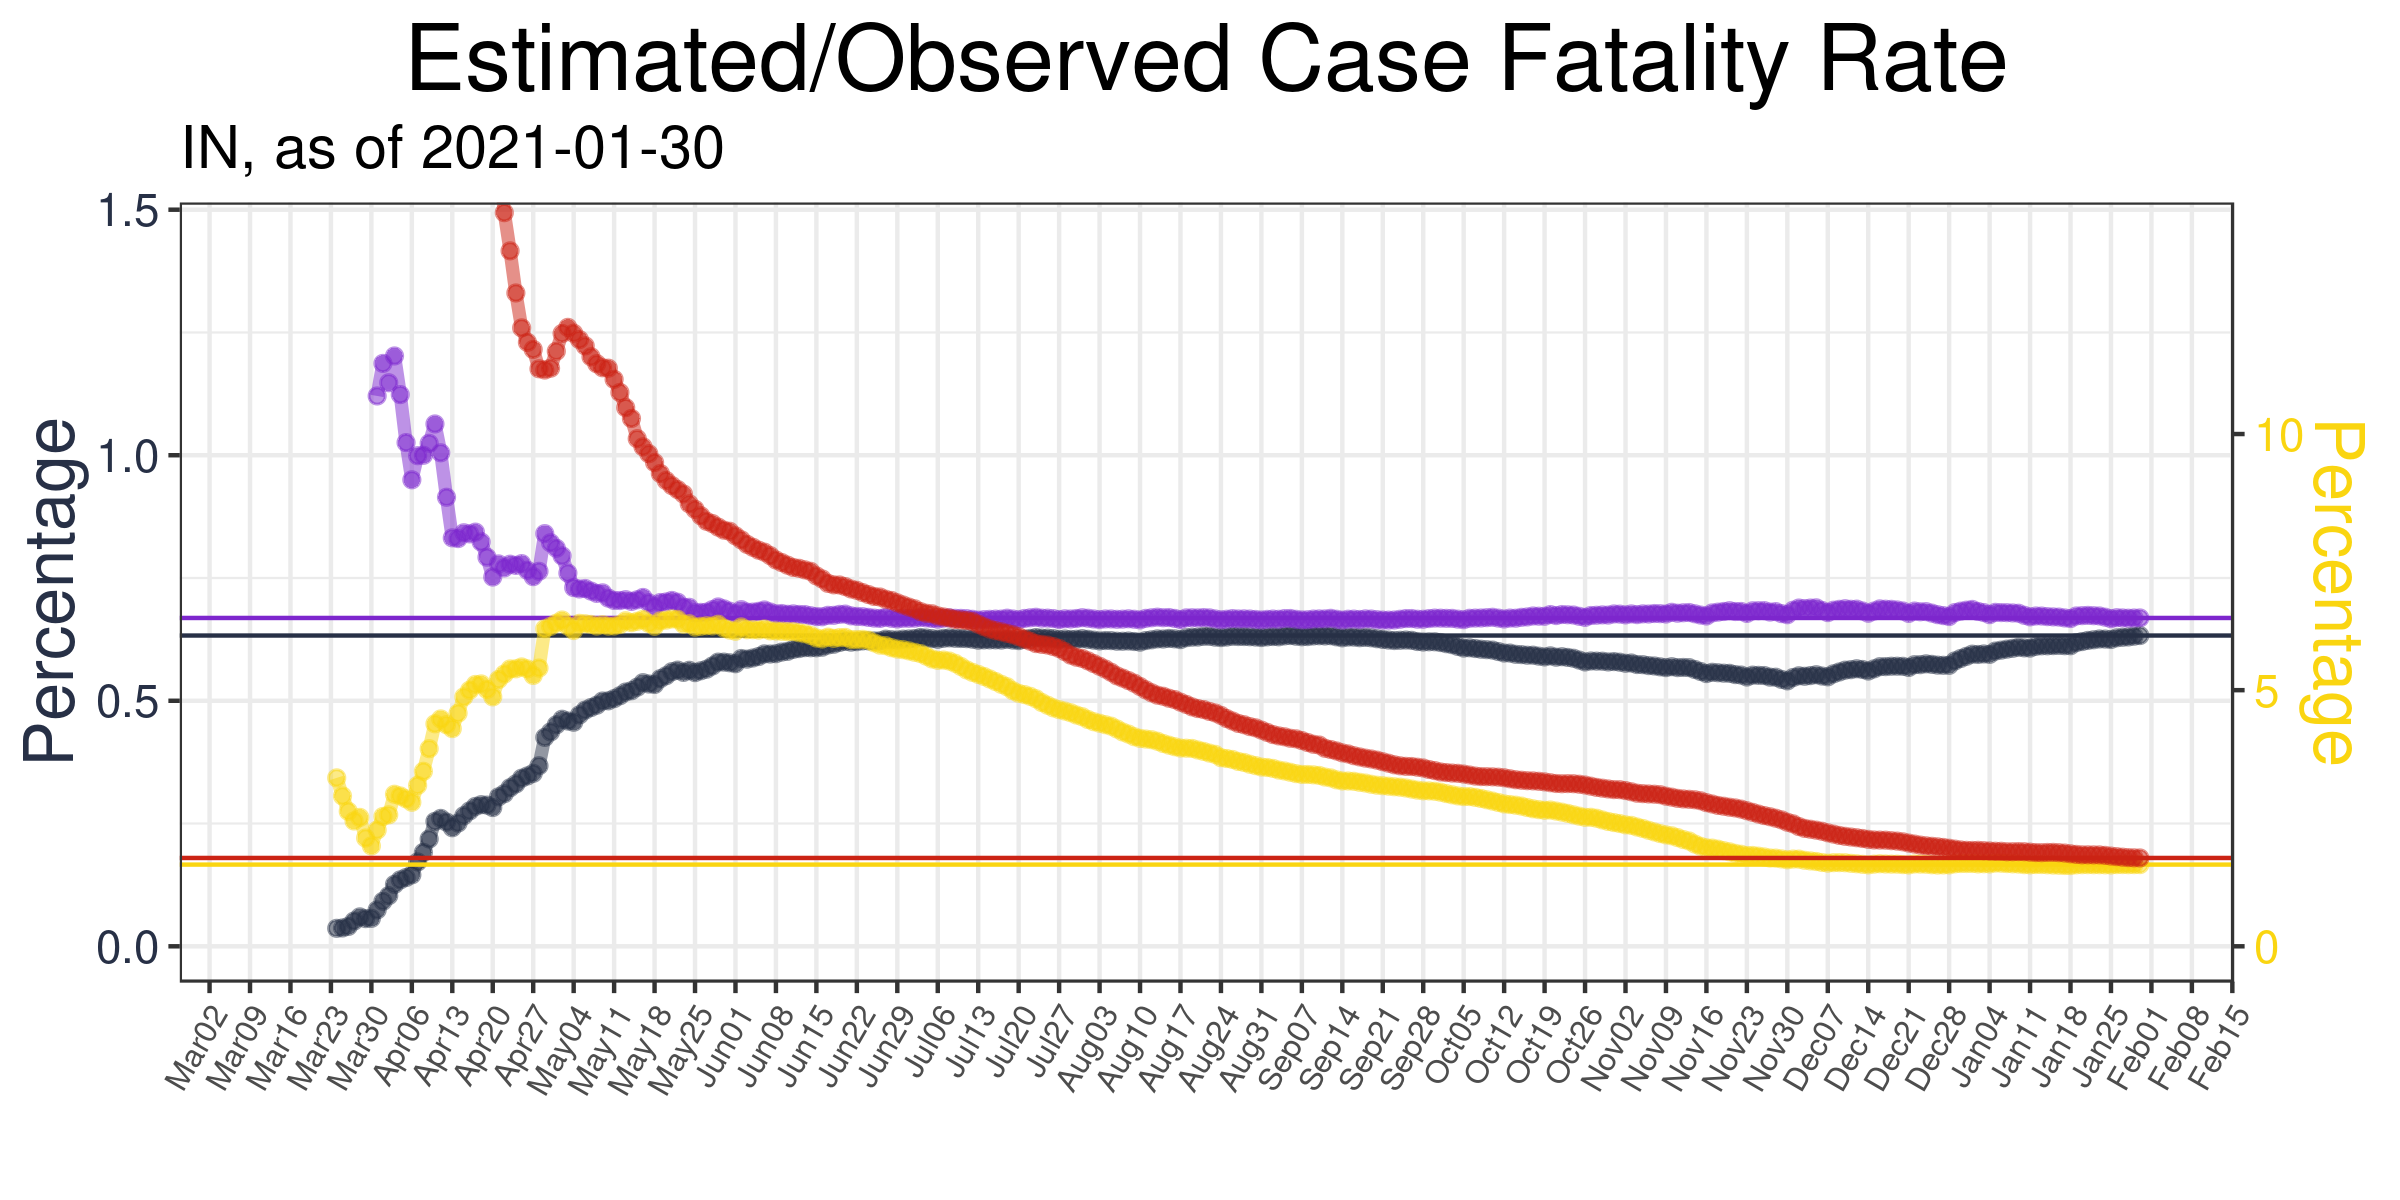 Estimated/Observed Case Fatality Rate
IN, as of 2021-01-30
Percentage
1.5
1.0
0.5
0.0
10
5
0
Percentage
Mar02
Mar09
Mar16
Mar23
Mar30
Apr06
Apr13
Apr20
Apr27
May04
May11
May18
May25
Jun01
Jun08
Jun15
Jun22
Jun29
Jul06
Jul13
Jul20
Jul27
Aug03
Aug10
Aug17
Aug24
Aug31
Sep07
Sep14
Sep21
Sep28
Oct05
Oct12
Oct19
Oct26
Nov02
Nov09
Nov16
Nov23
Nov30
Dec07
Dec14
Dec21
Dec28
Jan04
Jan11
Jan18
Jan25
Feb01
Feb08
Feb15